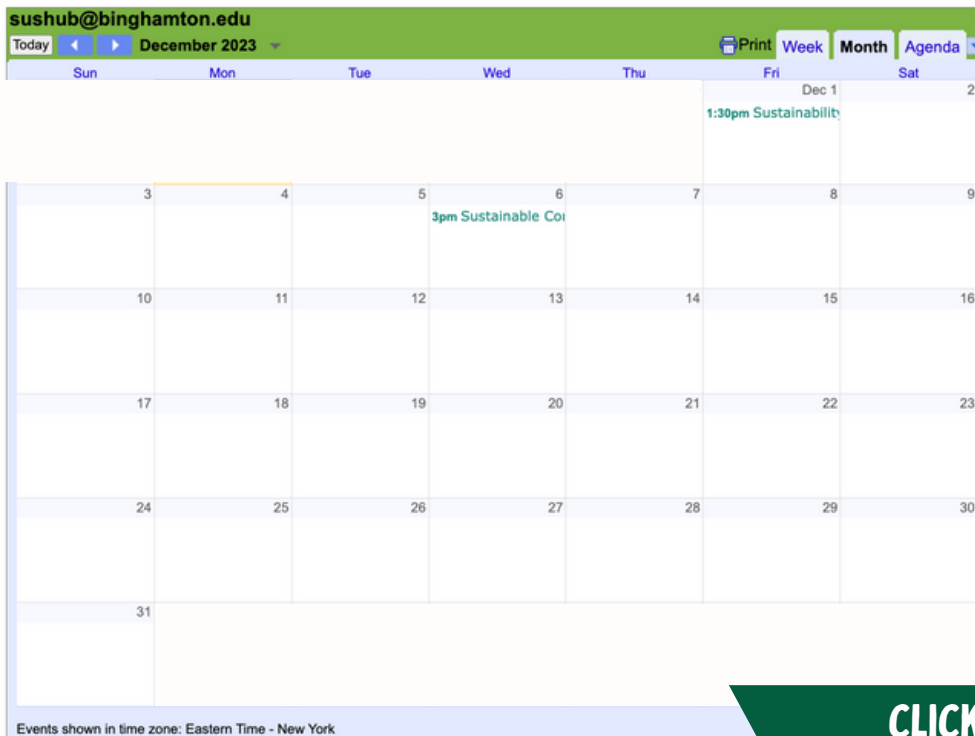 sushub@binghamton.edu
Today December 2023 Print Week Month Agenda
Sun Mon Tue Wed Thu Fri Sat
Dec 1 2
1:30pm Sustainability
3 4 5 6 7 8 9
3pm Sustainable Co
10 11 12 13 14 15 16
17 18 19 20 21 22 23
24 25 26 27 28 29 30
31
Events shown in time zone: Eastern Time - New York
CLICK